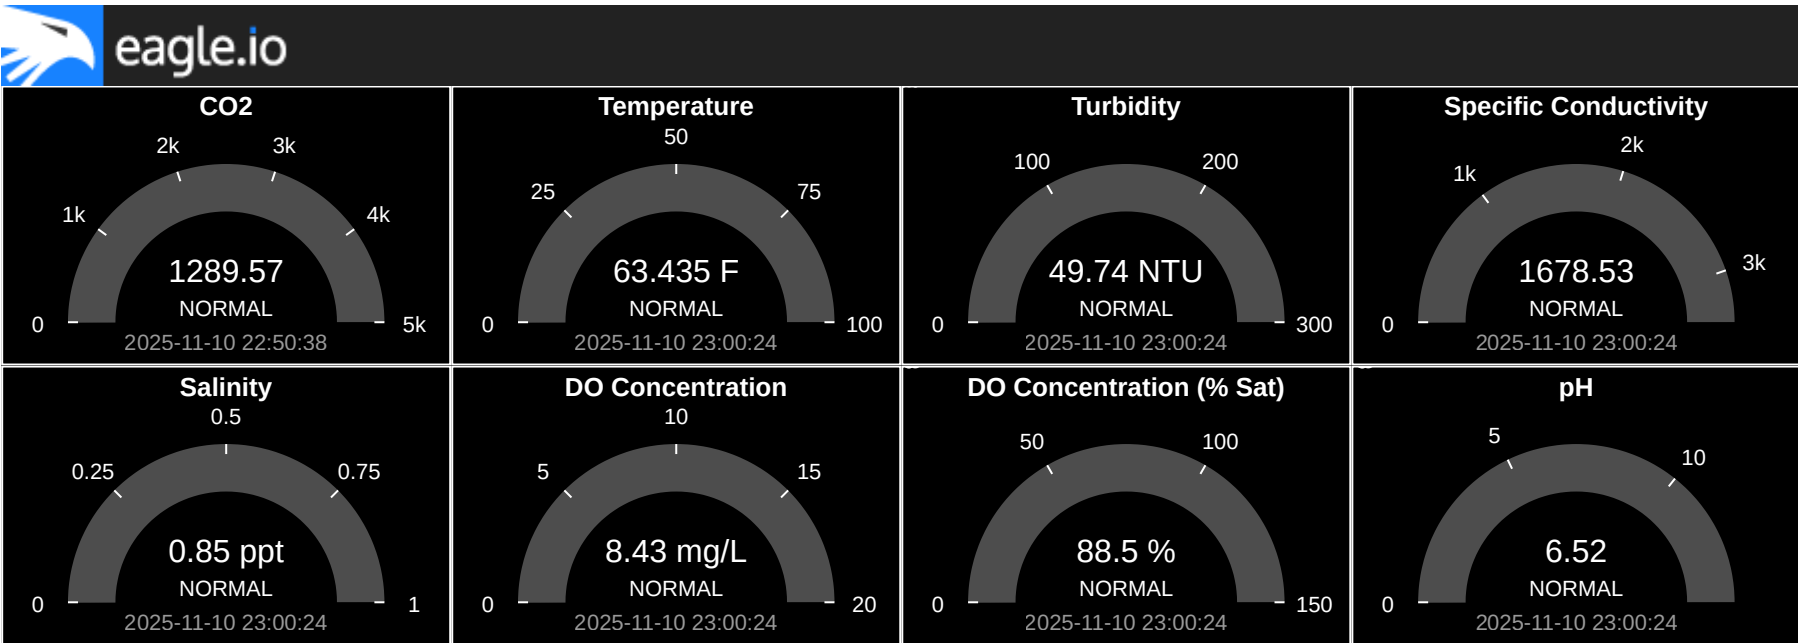 eagle.io
CO2
2k
3k
1k
4k
1289.57
NORMAL
0
5k
2025-11-10 22:50:38
Temperature
50
25
75
63.435 F
NORMAL
0
100
2025-11-10 23:00:24
Turbidity
100
200
49.74 NTU
NORMAL
0
300
2025-11-10 23:00:24
Specific Conductivity
2k
1k
3k
1678.53
NORMAL
0
2025-11-10 23:00:24
Salinity
0.5
0.25
0.75
0.85 ppt
NORMAL
0
1
2025-11-10 23:00:24
DO Concentration
10
5
15
8.43 mg/L
NORMAL
0
20
2025-11-10 23:00:24
DO Concentration (% Sat)
50
100
88.5 %
NORMAL
0
150
2025-11-10 23:00:24
pH
5
10
6.52
NORMAL
0
2025-11-10 23:00:24